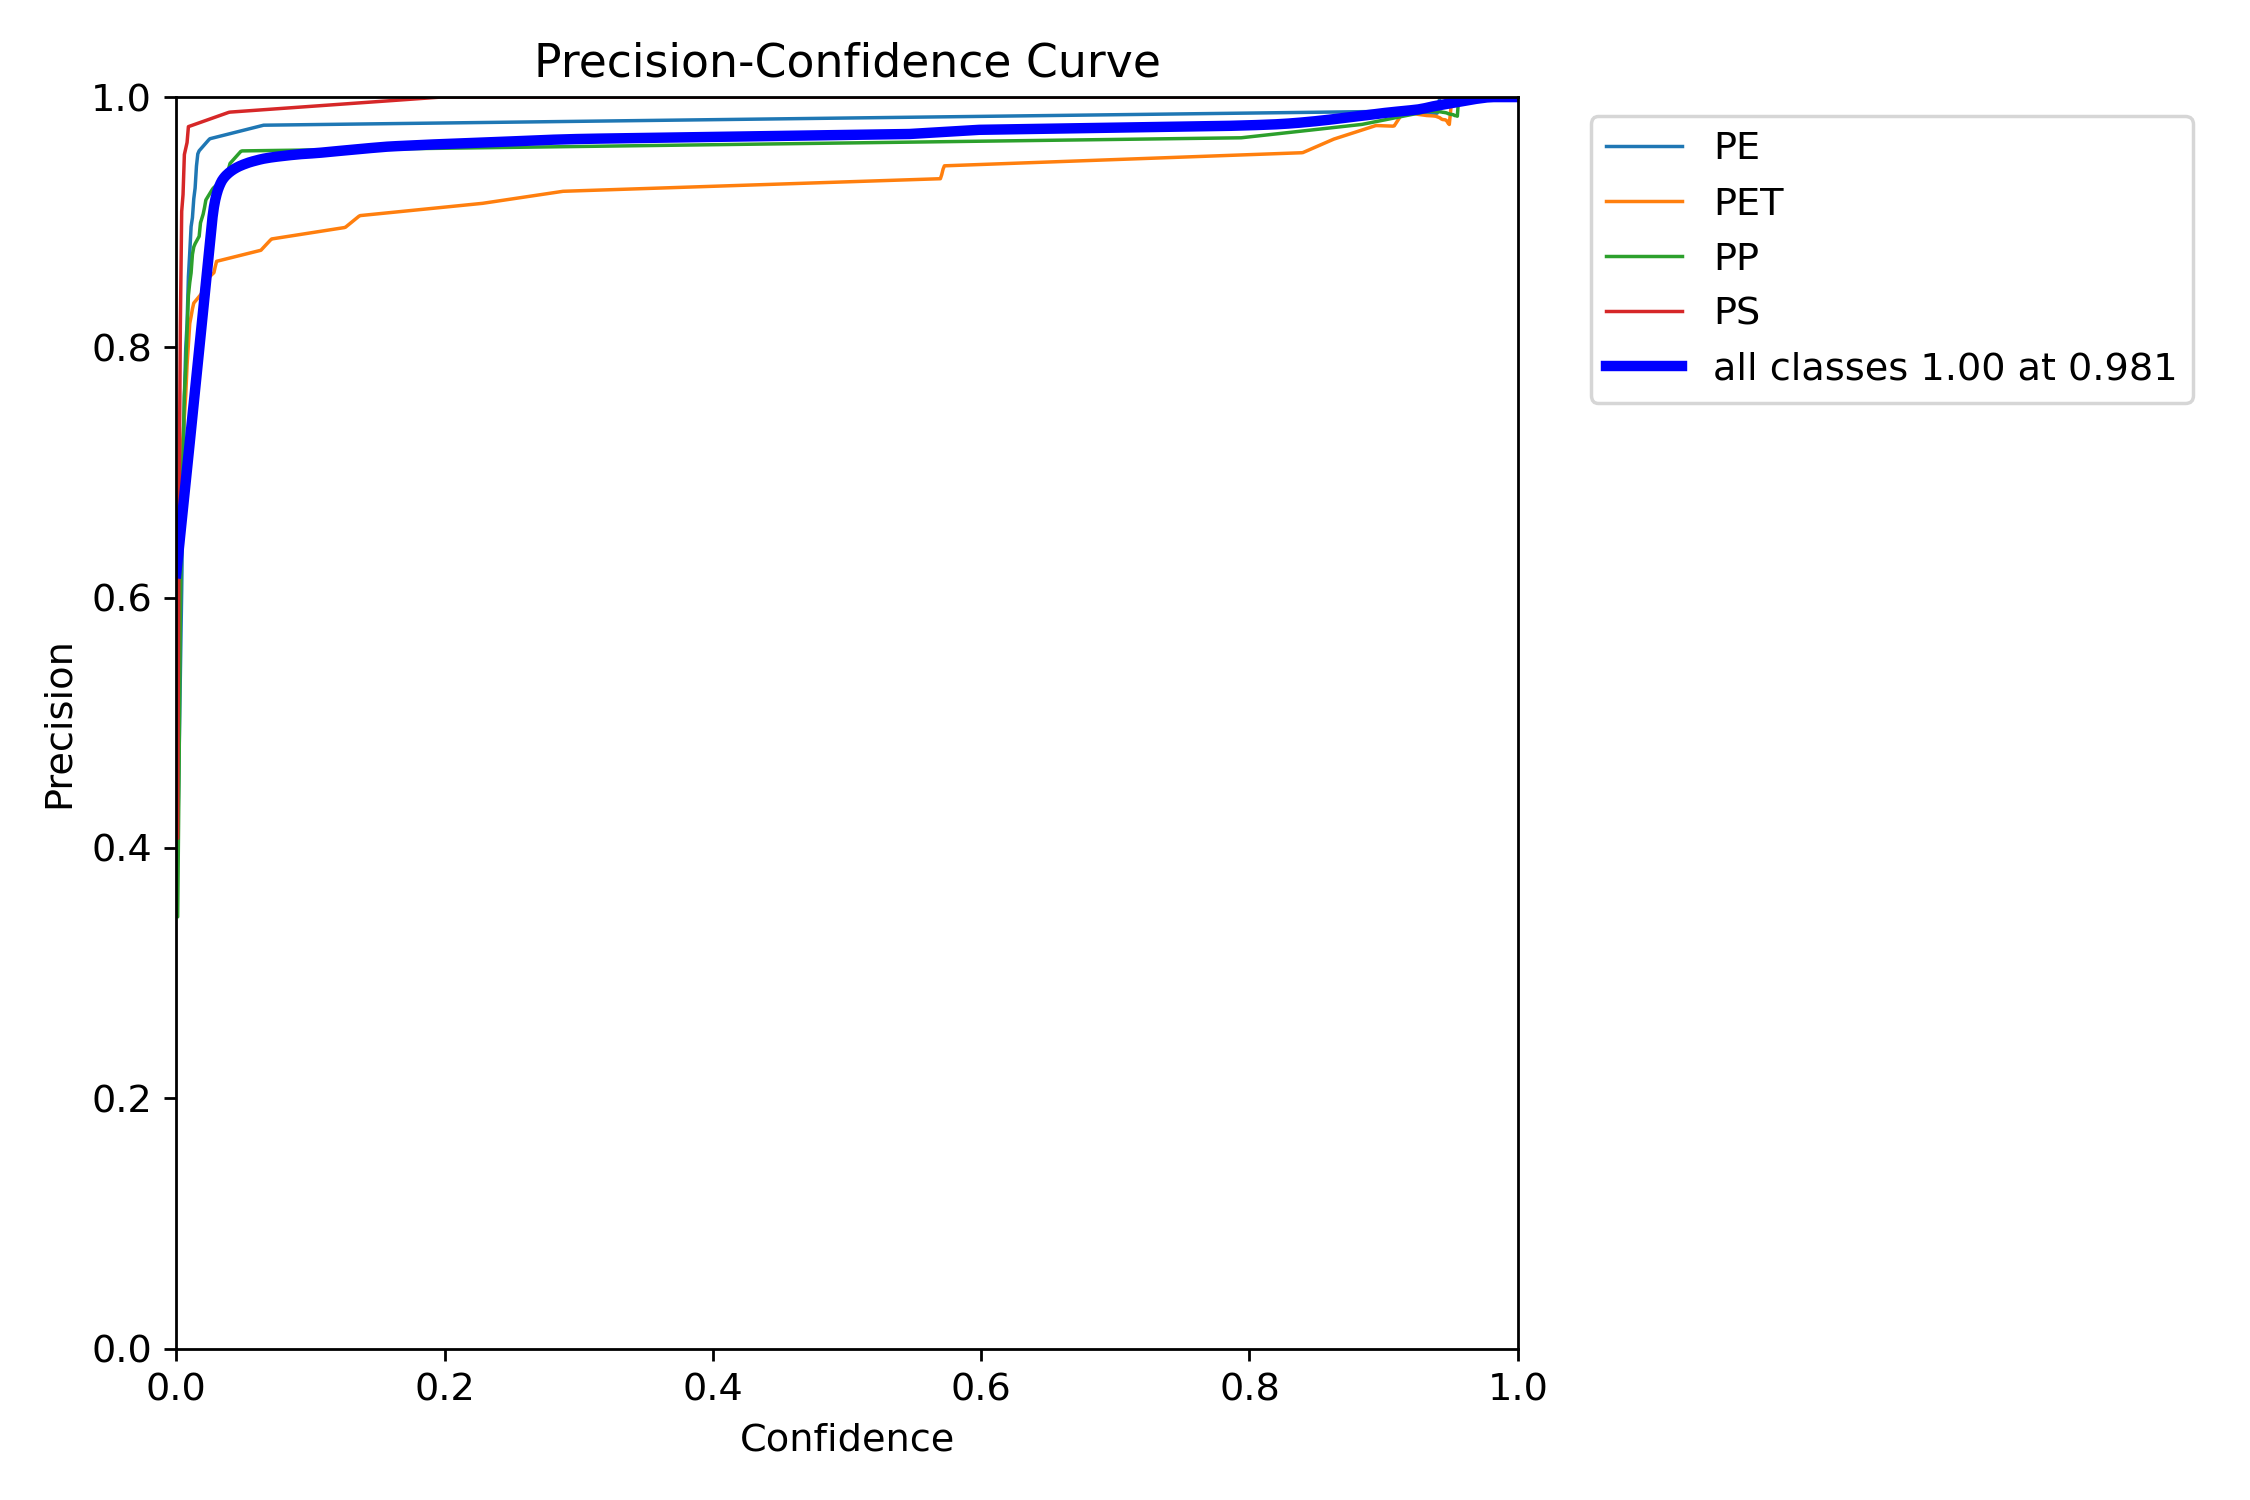 Precision-Confidence Curve
1.0
0.8
0.6
0.4
0.2
0.0
Precision
0.0 0.2 0.4 0.6 0.8 1.0
Confidence
PE
PET
PP
PS
all classes 1.00 at 0.981